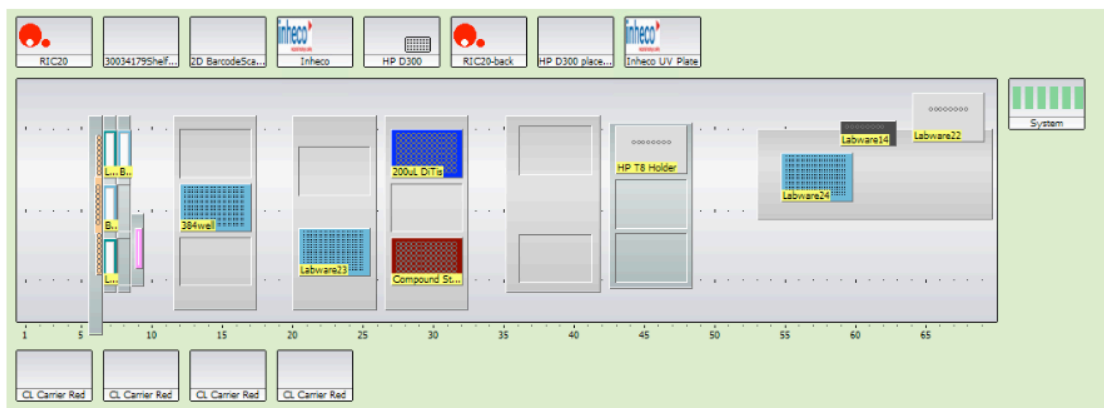 inheco
inheco
RIC20
30034179Shelf...
2D BarcodeSca...
Inheco
HP D300
RIC20-back
HP D300 place...
Inheco UV Plate
System
Labware22
Labware14
L...
B...
200uL DiTis
HP T8 Holder
Labware24
B...
384well
L...
Labware23
Compound St...
1 5 10 15 20 25 30 35 40 45 50 55 60 65
CL Carrier Red
CL Carrier Red
CL Carrier Red
CL Carrier Red